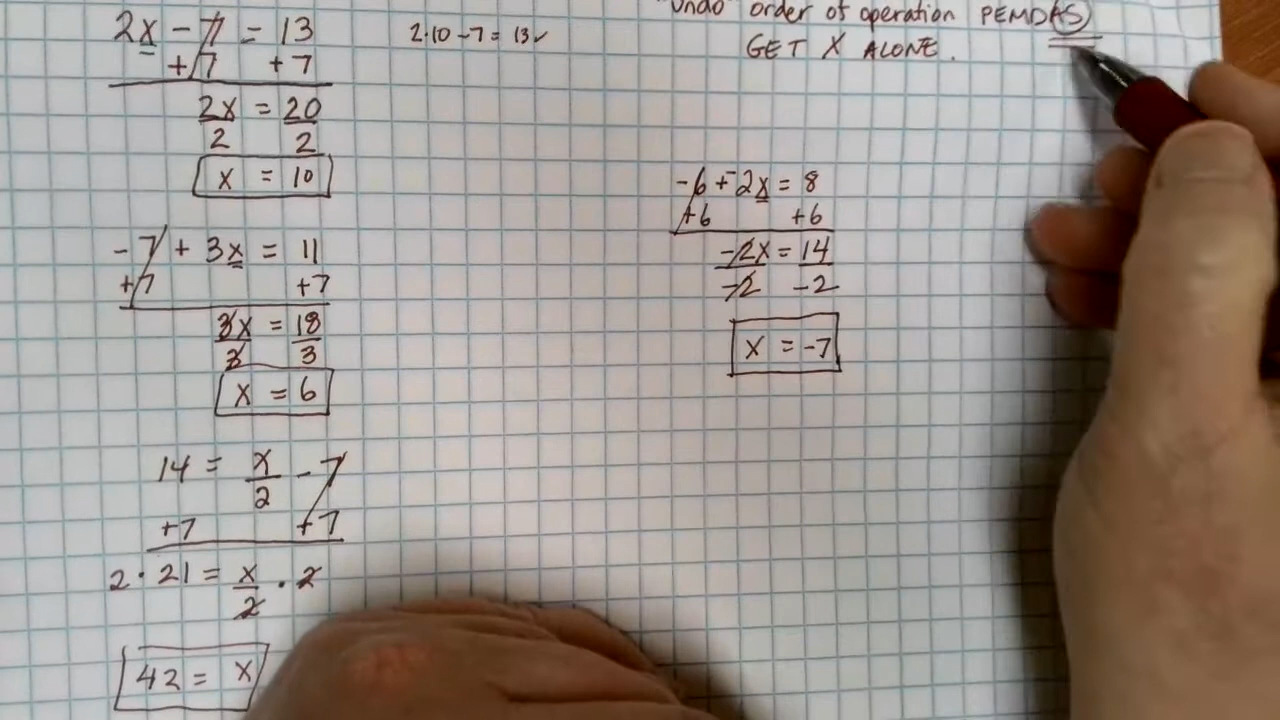 2x - 7 = 13
+7 +7
2x = 20
2 2
x = 10
2·10-7=13✓
-7 + 3x = 11
+7 +7
3x = 18
3 3
x = 6
14 = x/2 - 7
+7 +7
2 · 21 = x/2 · 2
42 = x
"Undo" order of operation PEMDAS
GET X ALONE.
-6 + -2x = 8
+6 +6
-2x = 14
-2 -2
x = -7